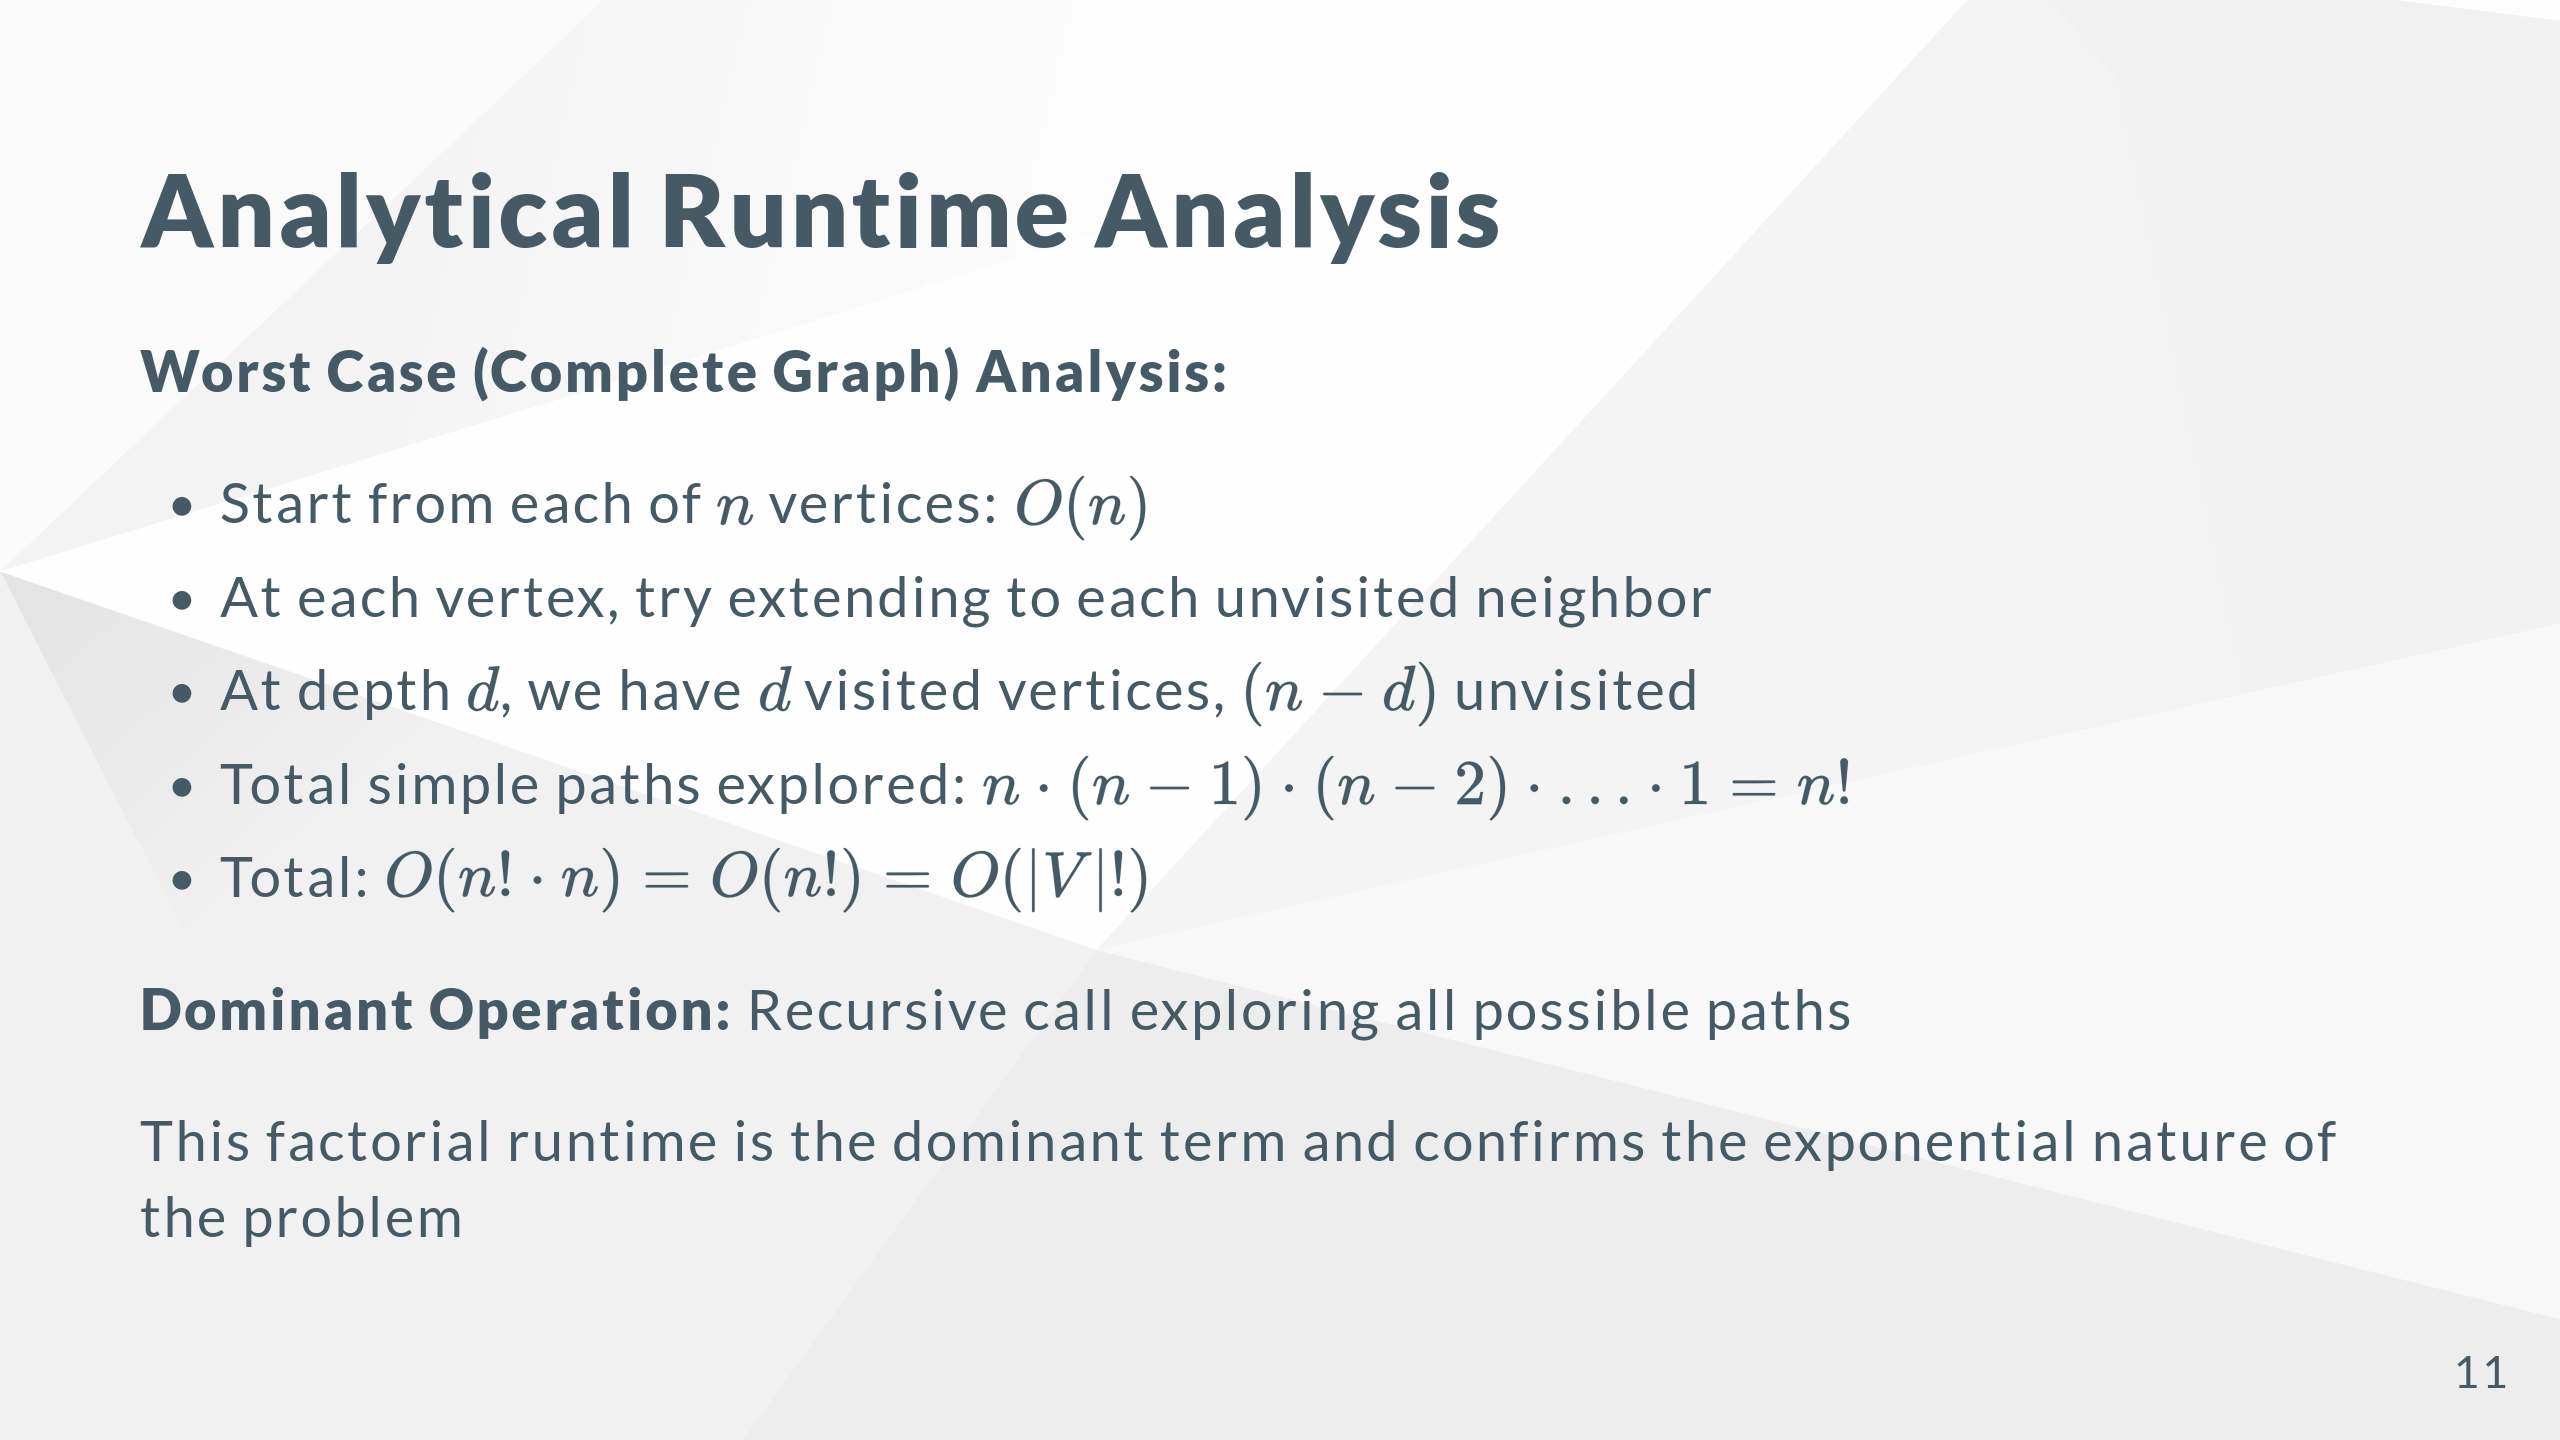 Analytical Runtime Analysis
Worst Case (Complete Graph) Analysis:
• Start from each of n vertices: O(n)
• At each vertex, try extending to each unvisited neighbor
• At depth d, we have d visited vertices, (n − d) unvisited
• Total simple paths explored: n · (n − 1) · (n − 2) · . . . · 1 = n!
• Total: O(n! · n) = O(n!) = O(|V|!)
Dominant Operation: Recursive call exploring all possible paths
This factorial runtime is the dominant term and confirms the exponential nature of
the problem
11